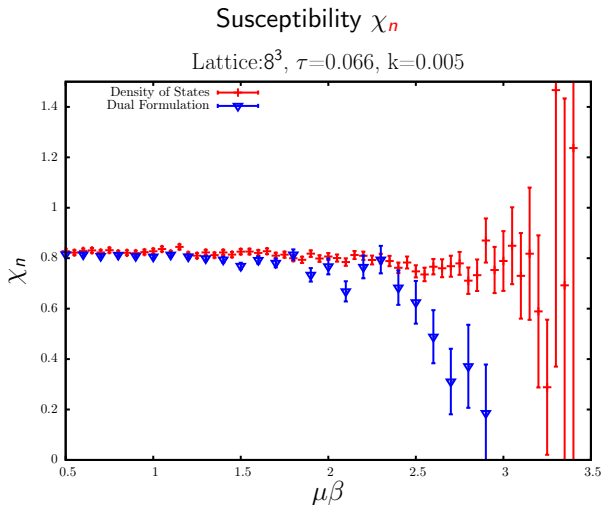 Susceptibility χn
Lattice:8³, τ=0.066, k=0.005
Density of States
Dual Formulation
1.4
1.2
1
0.8
0.6
0.4
0.2
0
χn
0.5 1 1.5 2 2.5 3 3.5
μβ